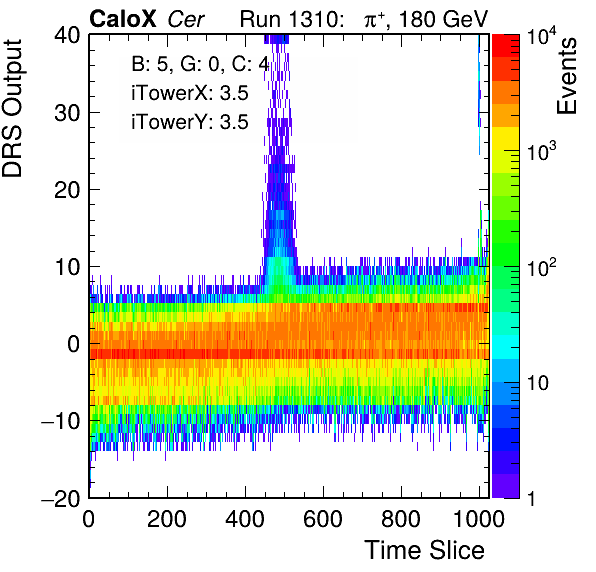 CaloX Cer Run 1310: π⁺, 180 GeV
B: 5, G: 0, C: 4
iTowerX: 3.5
iTowerY: 3.5
DRS Output
40
30
20
10
0
−10
−20
0 200 400 600 800 1000
Time Slice
Events
10⁴
10³
10²
10
1